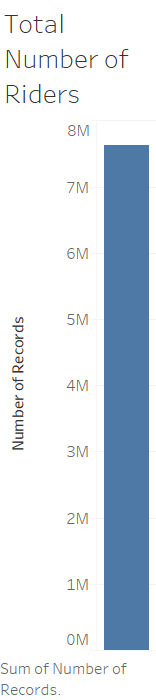 Total
Number of
Riders
8M
7M
6M
5M
4M
3M
2M
1M
0M
Number of Records
Sum of Number of
Records.